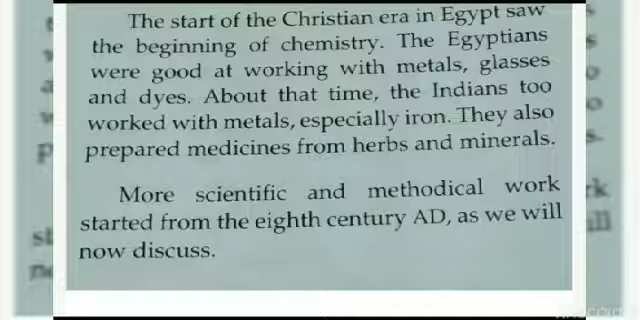 The start of the Christian era in Egypt saw
the beginning of chemistry. The Egyptians
were good at working with metals, glasses
and dyes. About that time, the Indians too
worked with metals, especially iron. They also
prepared medicines from herbs and minerals.
More scientific and methodical work
started from the eighth century AD, as we will
now discuss.